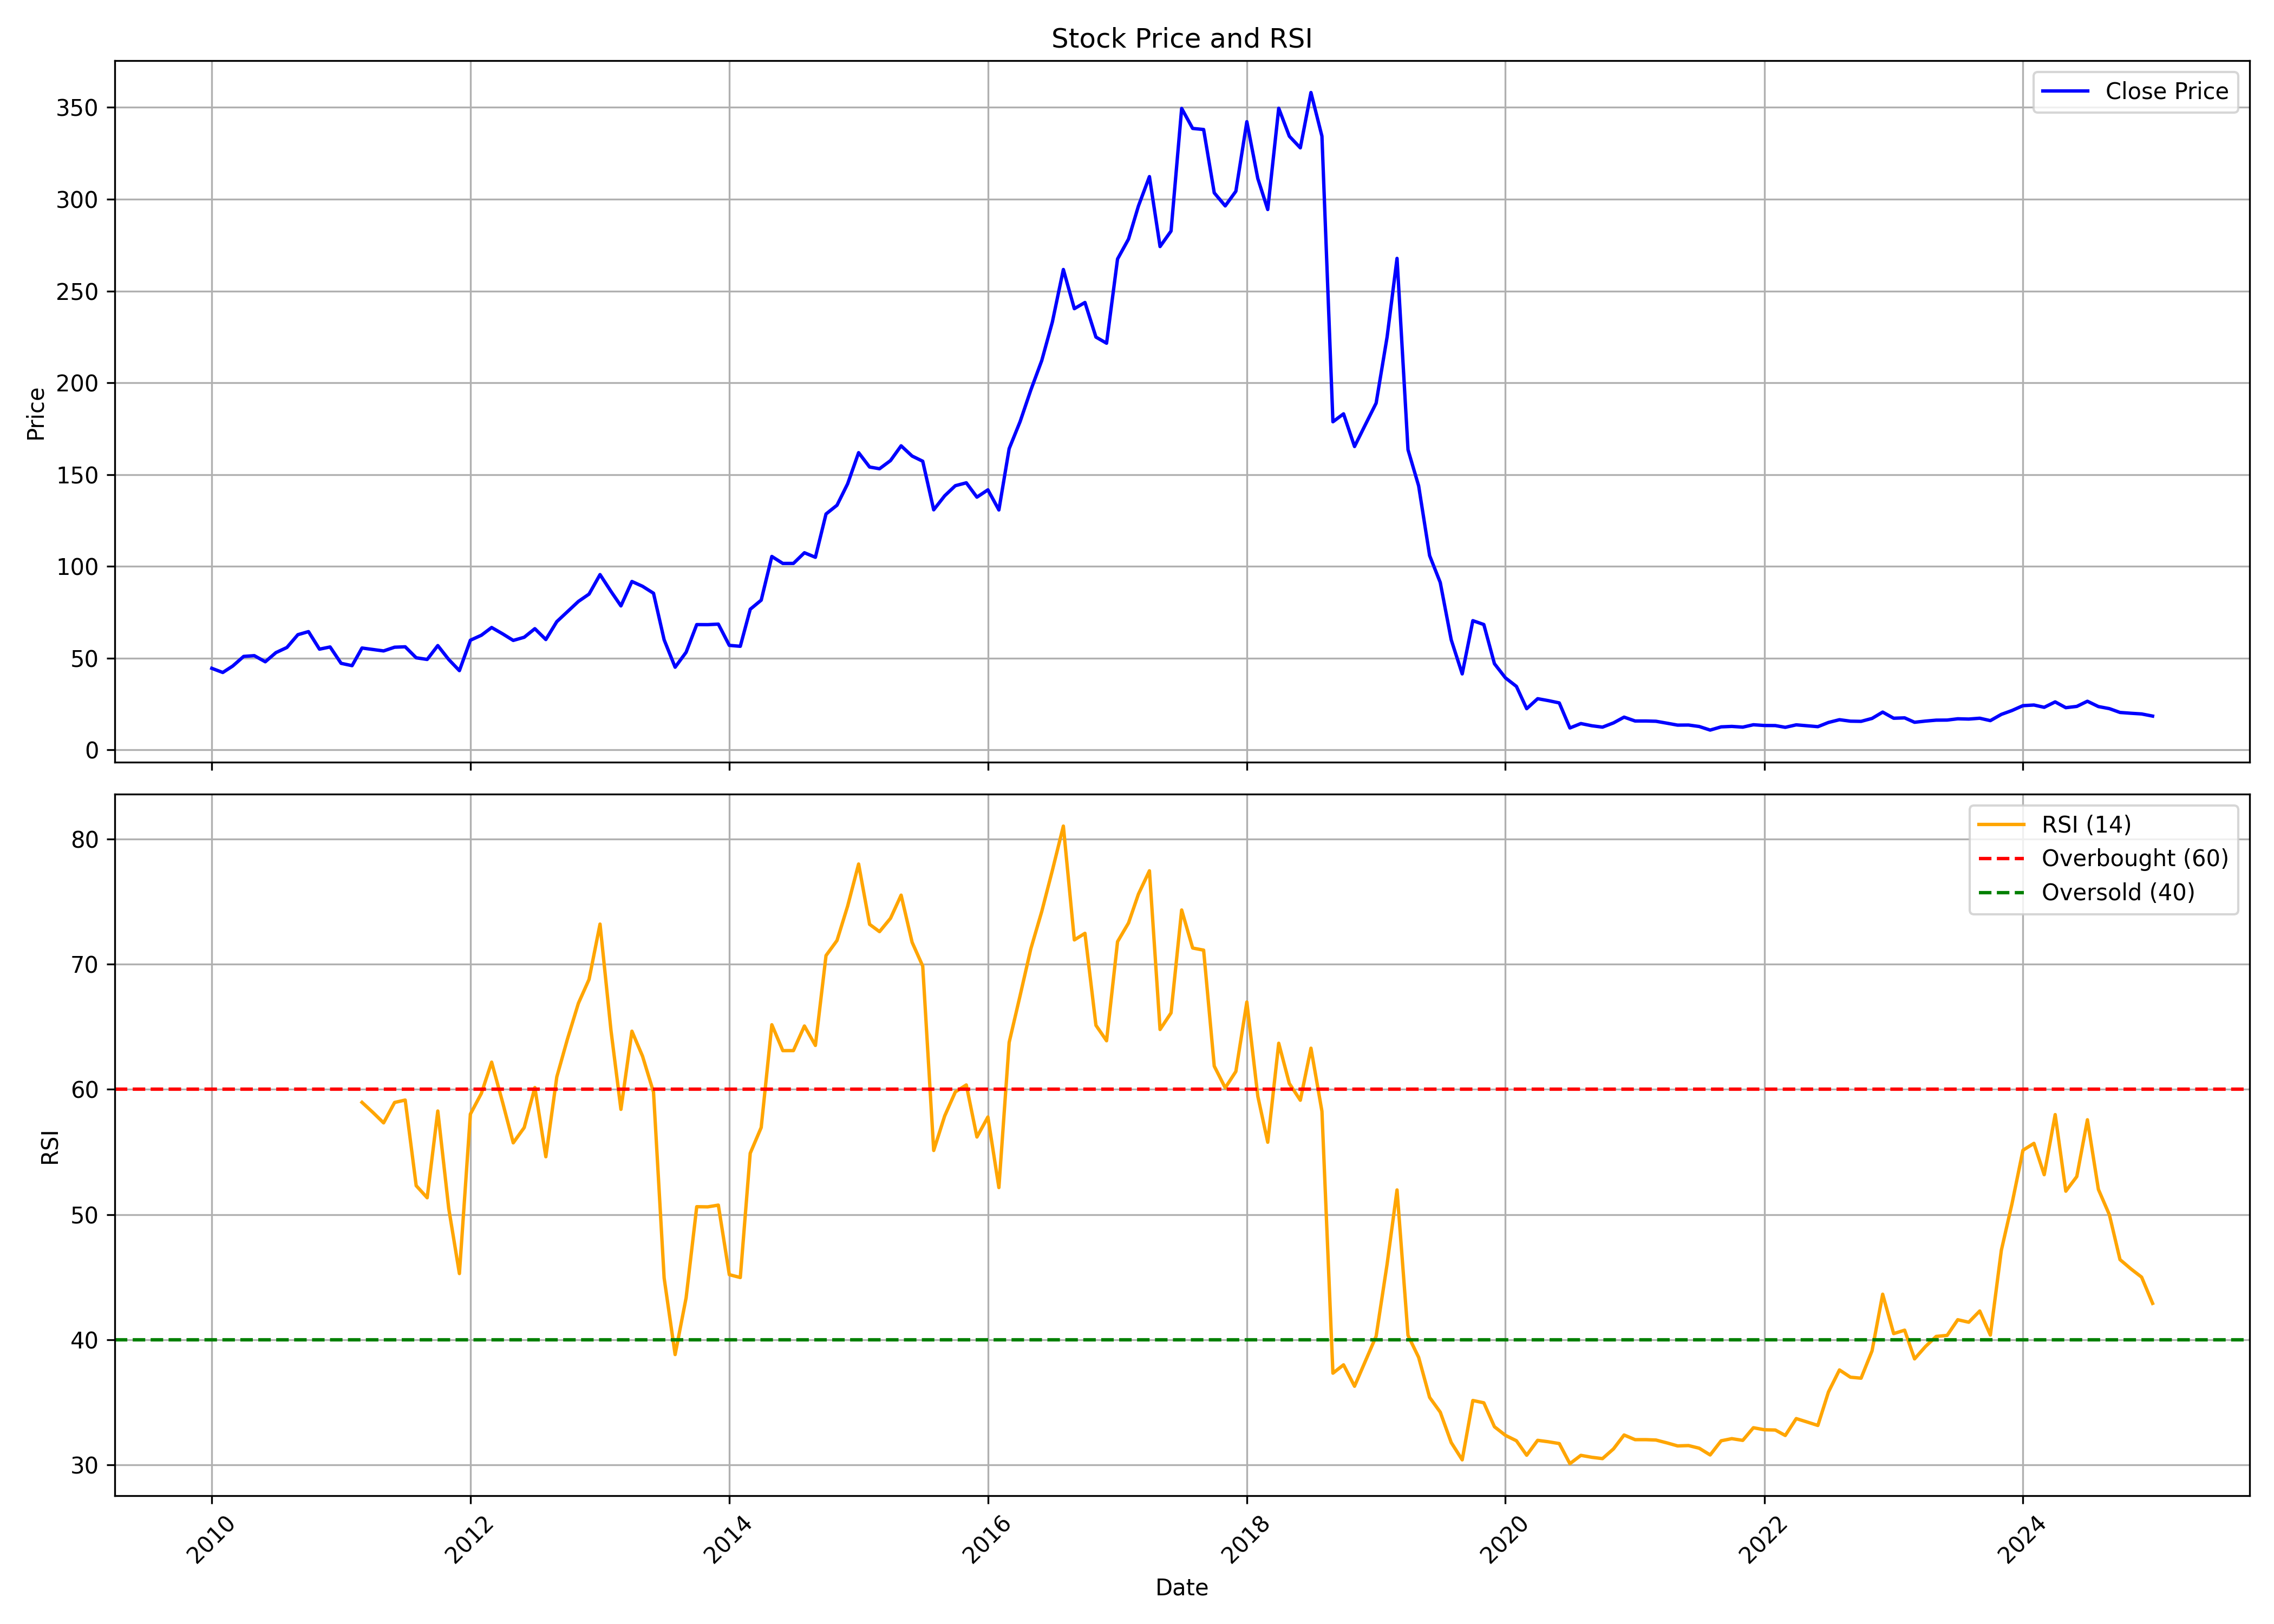 Stock Price and RSI
Close Price
350
300
250
200
150
100
50
0
Price
RSI (14)
Overbought (60)
Oversold (40)
80
70
60
50
40
30
RSI
2010
2012
2014
2016
2018
2020
2022
2024
Date